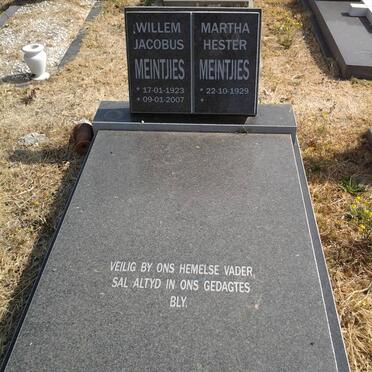 WILLEM
JACOBUS
MEINTJIES
* 17-01-1923
+ 09-01-2007
MARTHA
HESTER
MEINTJIES
* 22-10-1929
+
VEILIG BY ONS HEMELSE VADER,
SAL ALTYD IN ONS GEDAGTES
BLY.